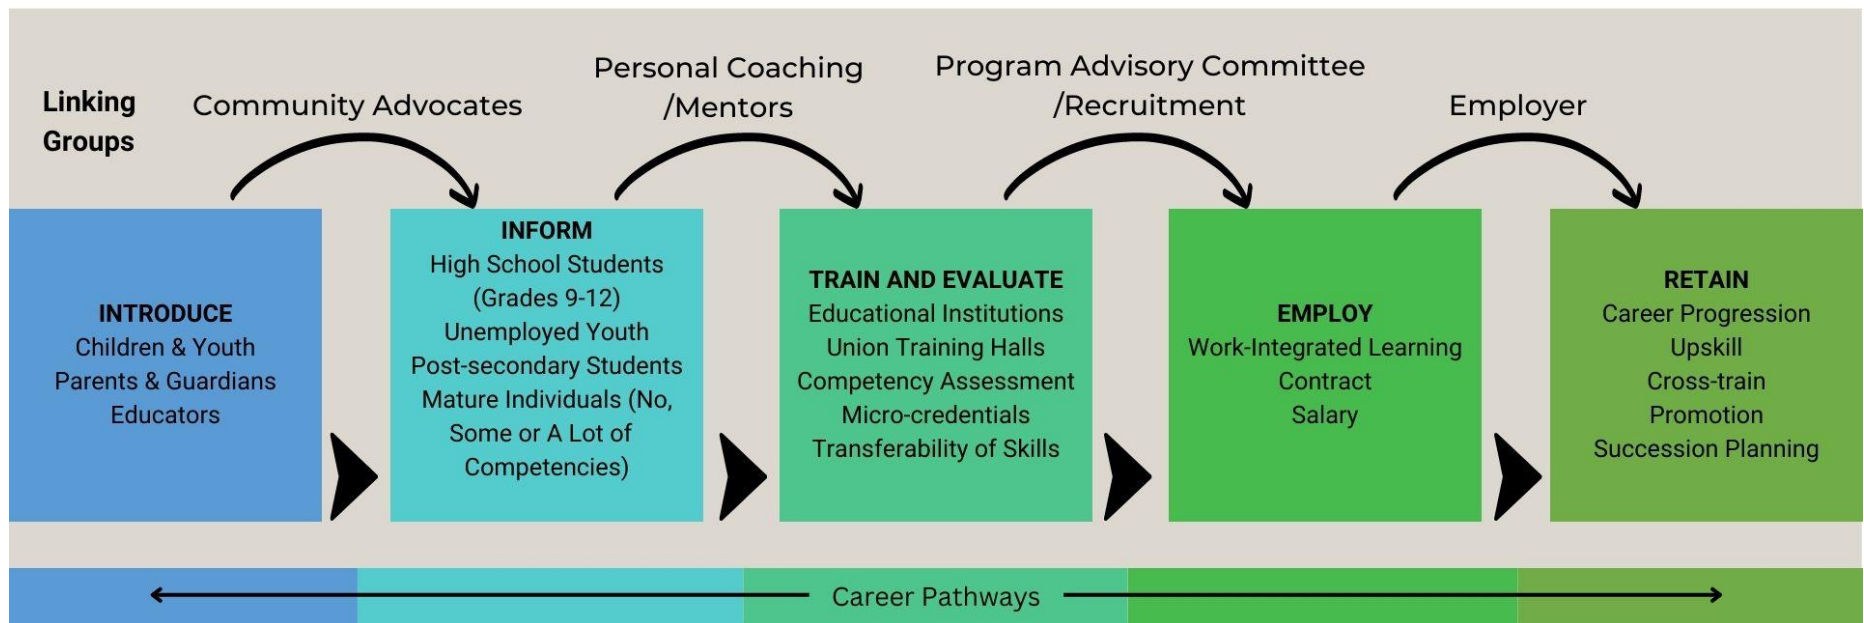 Linking
Groups
Community Advocates
Personal Coaching
/Mentors
Program Advisory Committee
/Recruitment
Employer
INTRODUCE
Children & Youth
Parents & Guardians
Educators
INFORM
High School Students
(Grades 9-12)
Unemployed Youth
Post-secondary Students
Mature Individuals (No,
Some or A Lot of
Competencies)
TRAIN AND EVALUATE
Educational Institutions
Union Training Halls
Competency Assessment
Micro-credentials
Transferability of Skills
EMPLOY
Work-Integrated Learning
Contract
Salary
RETAIN
Career Progression
Upskill
Cross-train
Promotion
Succession Planning
Career Pathways